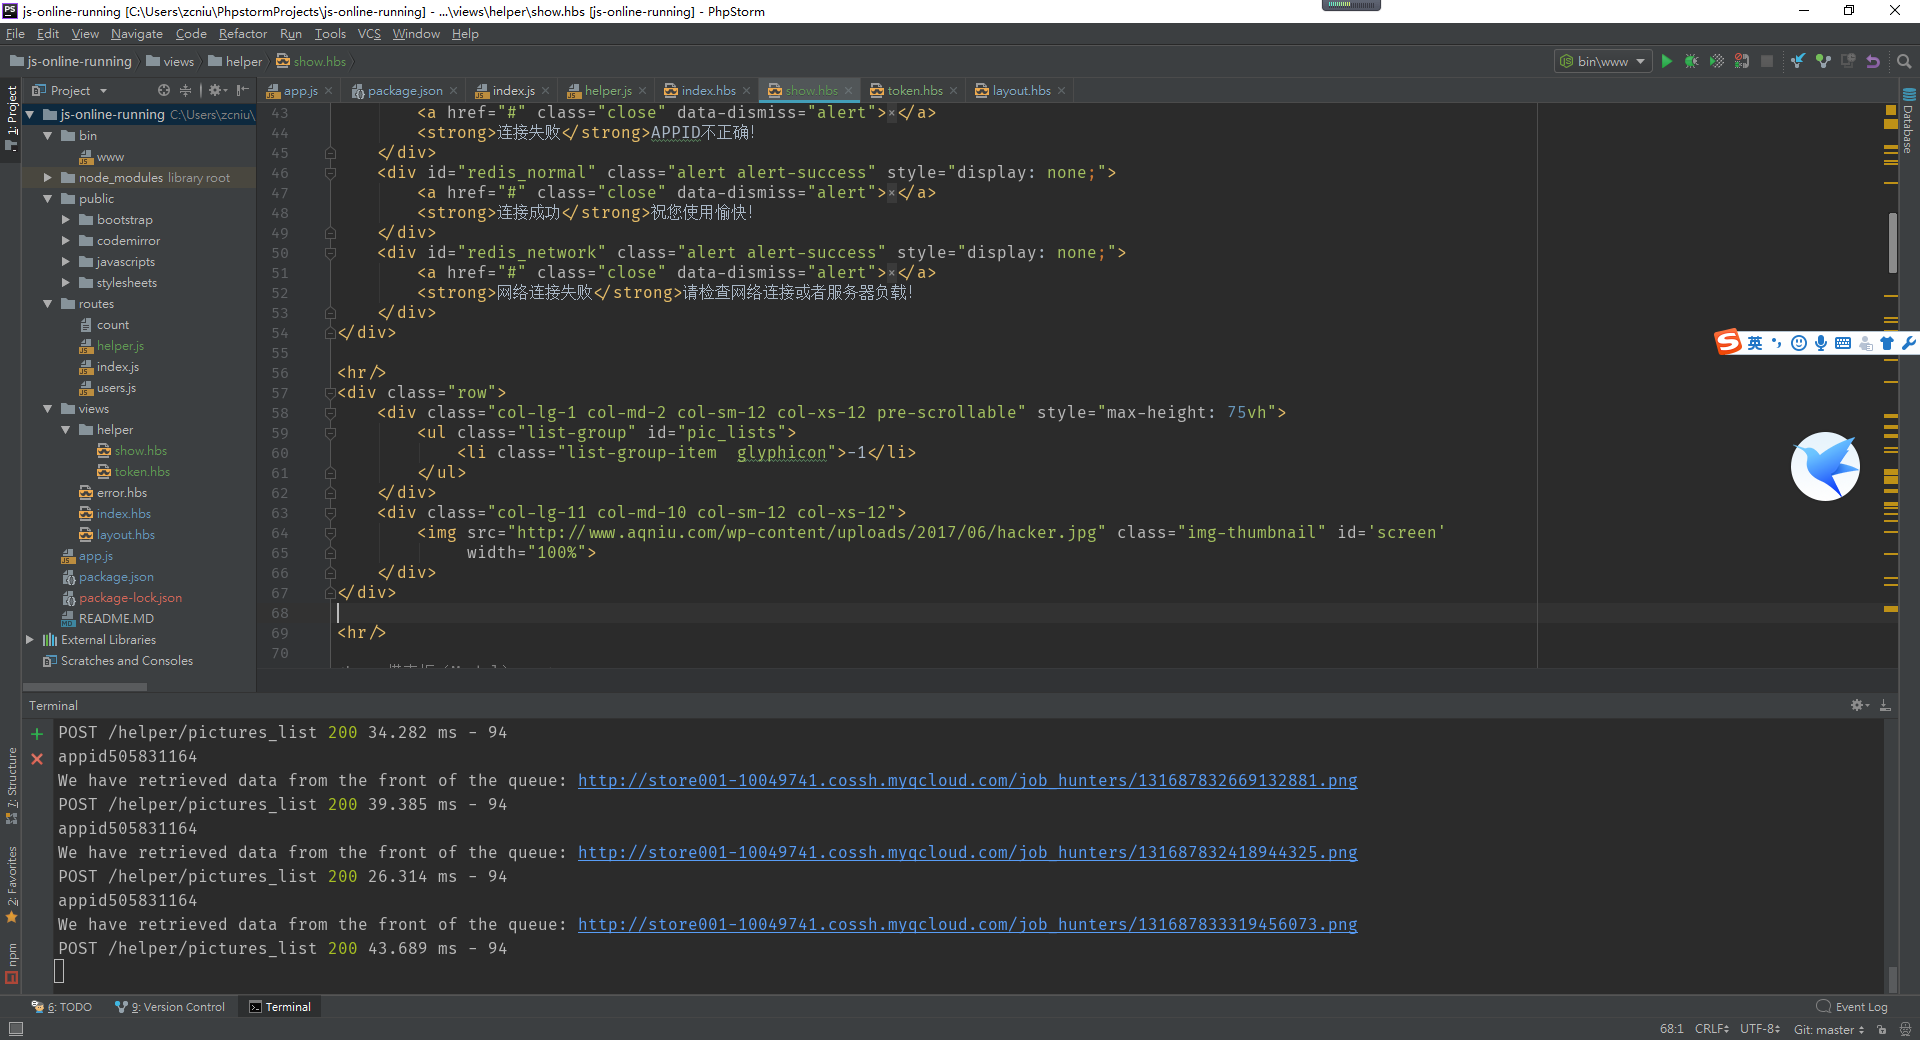 js-online-running [C:\Users\zcniu\PhpstormProjects\js-online-running] - ...\views\helper\show.hbs [js-online-running] - PhpStorm
File Edit View Navigate Code Refactor Run Tools VCS Window Help
js-online-running views helper show.hbs
bin\www
Project
app.js package.json index.js helper.js index.hbs show.hbs token.hbs layout.hbs
1: Project
7: Structure
2: Favorites
npm
Database
js-online-running C:\Users\zcniu\
bin
www
node_modules library root
public
bootstrap
codemirror
javascripts
stylesheets
routes
count
helper.js
index.js
users.js
views
helper
show.hbs
token.hbs
error.hbs
index.hbs
layout.hbs
app.js
package.json
package-lock.json
README.MD
External Libraries
Scratches and Consoles
43 <a href="#" class="close" data-dismiss="alert">×</a>
44 <strong>连接失败</strong>APPID不正确!
45 </div>
46 <div id="redis_normal" class="alert alert-success" style="display: none;">
47 <a href="#" class="close" data-dismiss="alert">×</a>
48 <strong>连接成功</strong>祝您使用愉快!
49 </div>
50 <div id="redis_network" class="alert alert-success" style="display: none;">
51 <a href="#" class="close" data-dismiss="alert">×</a>
52 <strong>网络连接失败</strong>请检查网络连接或者服务器负载!
53 </div>
54 </div>
55
56 <hr/>
57 <div class="row">
58 <div class="col-lg-1 col-md-2 col-sm-12 col-xs-12 pre-scrollable" style="max-height: 75vh">
59 <ul class="list-group" id="pic_lists">
60 <li class="list-group-item  glyphicon">-1</li>
61 </ul>
62 </div>
63 <div class="col-lg-11 col-md-10 col-sm-12 col-xs-12">
64 <img src="http://www.aqniu.com/wp-content/uploads/2017/06/hacker.jpg" class="img-thumbnail" id='screen'
65 width="100%">
66 </div>
67 </div>
68
69 <hr/>
70
英
Terminal
POST /helper/pictures_list 200 34.282 ms - 94
appid505831164
We have retrieved data from the front of the queue: http://store001-10049741.cossh.myqcloud.com/job_hunters/131687832669132881.png
POST /helper/pictures_list 200 39.385 ms - 94
appid505831164
We have retrieved data from the front of the queue: http://store001-10049741.cossh.myqcloud.com/job_hunters/131687832418944325.png
POST /helper/pictures_list 200 26.314 ms - 94
appid505831164
We have retrieved data from the front of the queue: http://store001-10049741.cossh.myqcloud.com/job_hunters/131687833319456073.png
POST /helper/pictures_list 200 43.689 ms - 94
6: TODO 9: Version Control Terminal Event Log
68:1 CRLF UTF-8 Git: master